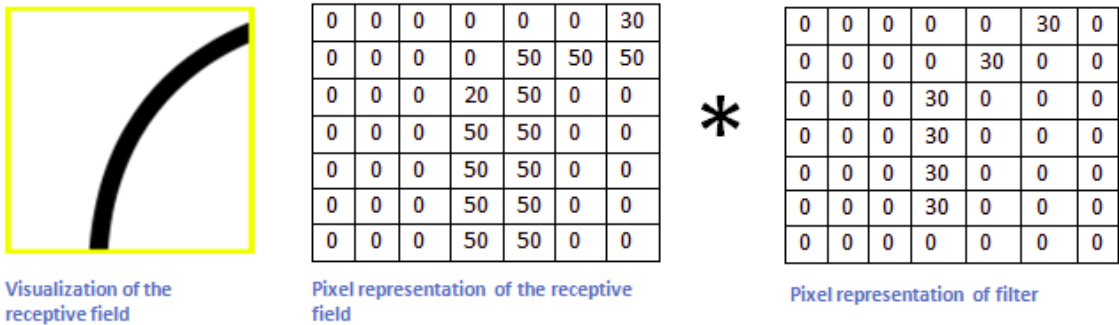 0 0 0 0 0 0 30
0 0 0 0 50 50 50
0 0 0 20 50 0 0
0 0 0 50 50 0 0
0 0 0 50 50 0 0
0 0 0 50 50 0 0
0 0 0 50 50 0 0
*
0 0 0 0 0 30 0
0 0 0 0 30 0 0
0 0 0 30 0 0 0
0 0 0 30 0 0 0
0 0 0 30 0 0 0
0 0 0 30 0 0 0
0 0 0 0 0 0 0
Visualization of the
receptive field
Pixel representation of the receptive
field
Pixel representation of filter